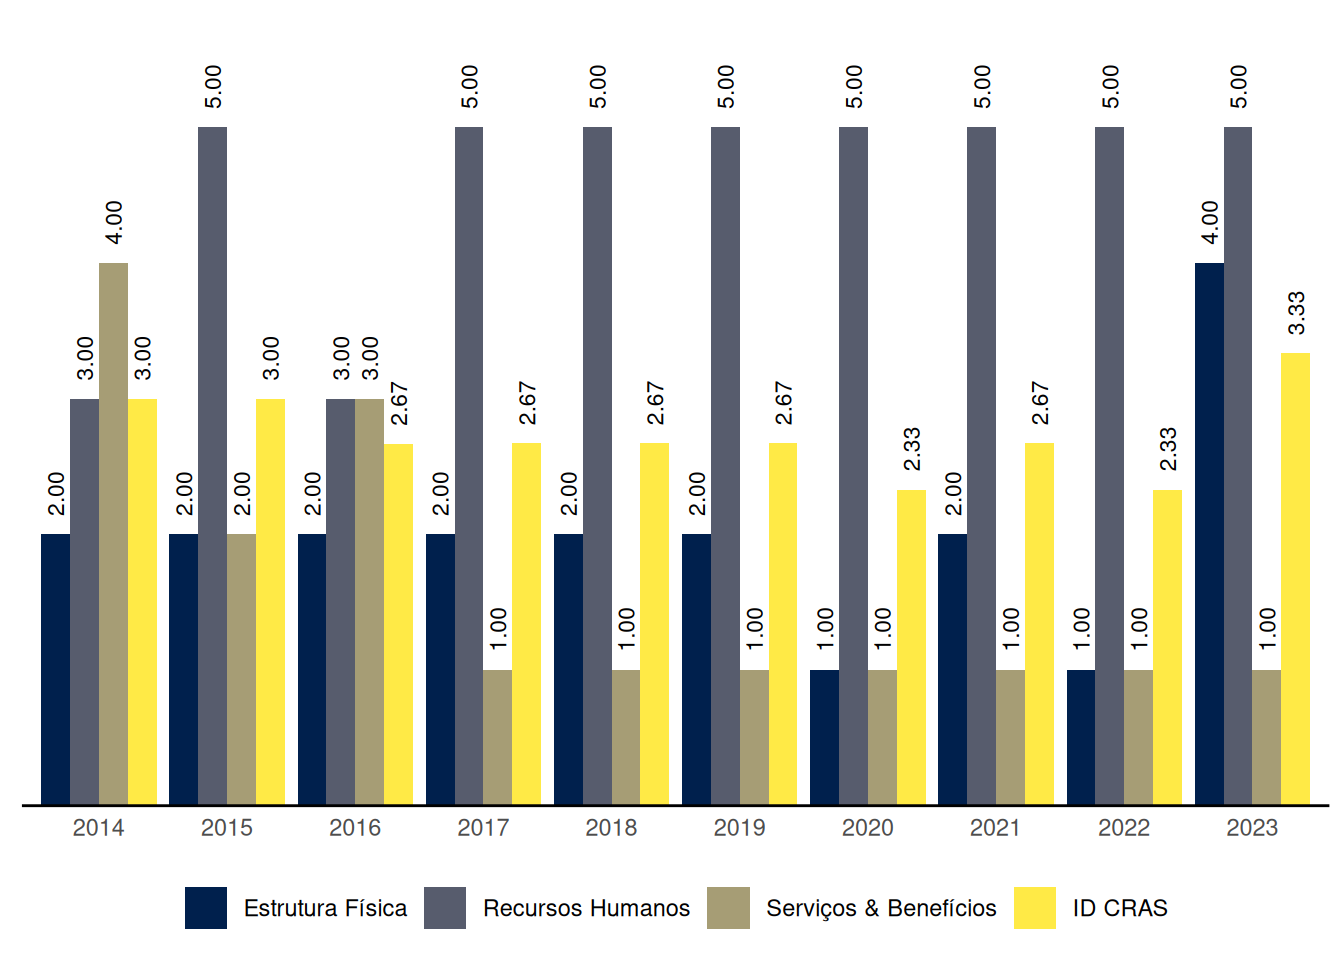 2.00 3.00 4.00 3.00 2.00 5.00 2.00 3.00 2.00 3.00 3.00 2.67 2.00 5.00 1.00 2.67 2.00 5.00 1.00 2.67 2.00 5.00 1.00 2.67 1.00 5.00 1.00 2.33 2.00 5.00 1.00 2.67 1.00 5.00 1.00 2.33 4.00 5.00 1.00 3.33
2014 2015 2016 2017 2018 2019 2020 2021 2022 2023
Estrutura Física Recursos Humanos Serviços & Benefícios ID CRAS